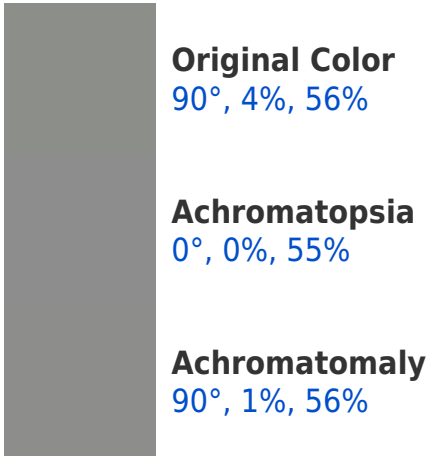 Original Color
90°, 4%, 56%
Achromatopsia
0°, 0%, 55%
Achromatomaly
90°, 1%, 56%